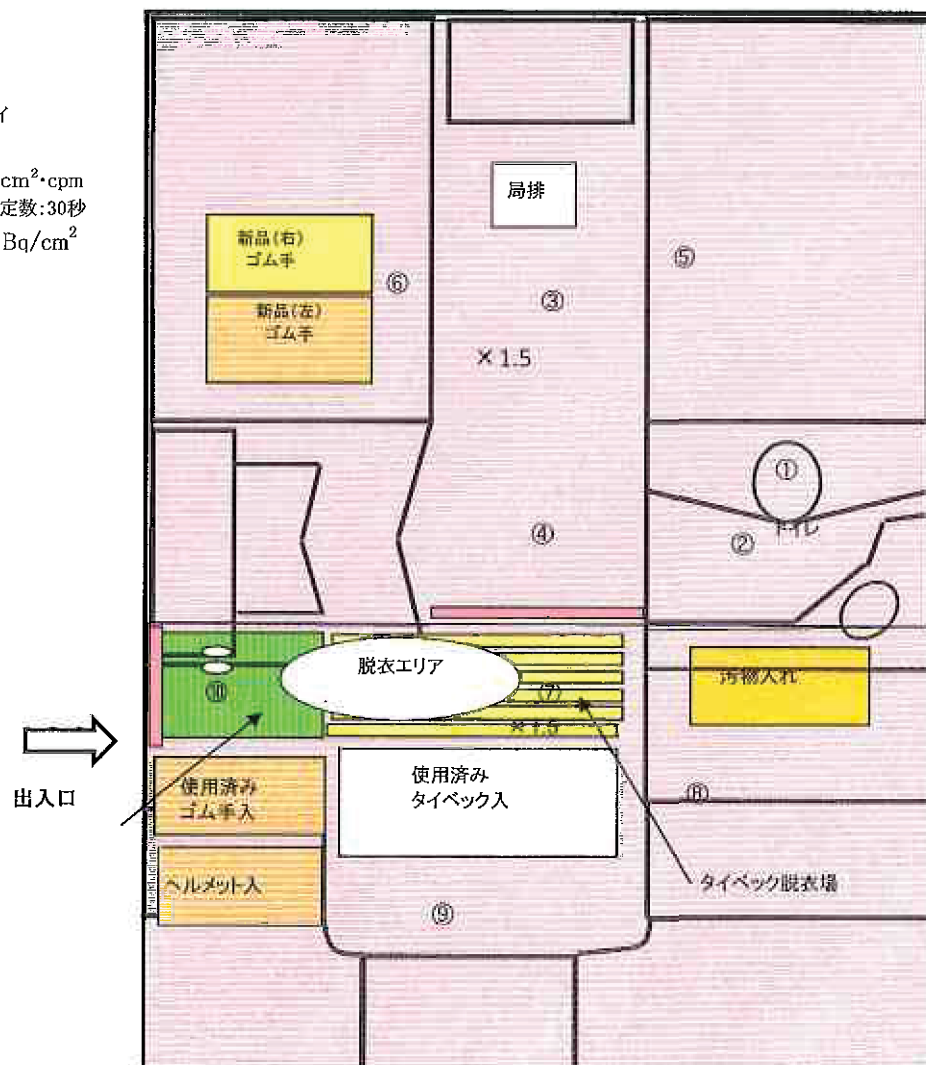 イ
cm²・cpm
定数:30秒
Bq/cm²
局排
新品(右)
ゴム手
新品(左)
ゴム手
⑥
⑤
③
×1.5
①
トイレ
④
②
脱衣エリア
⑩
⑦
×1.5
汚物入れ
出入口
使用済み
ゴム手入
使用済み
タイベック入
⑧
ヘルメット入
タイベック脱衣場
⑨